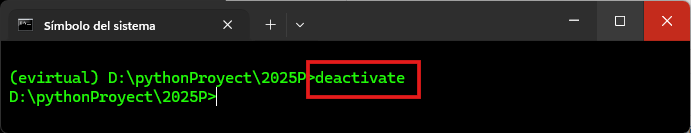 Símbolo del sistema
(evirtual) D:\pythonProyect\2025P>deactivate
D:\pythonProyect\2025P>